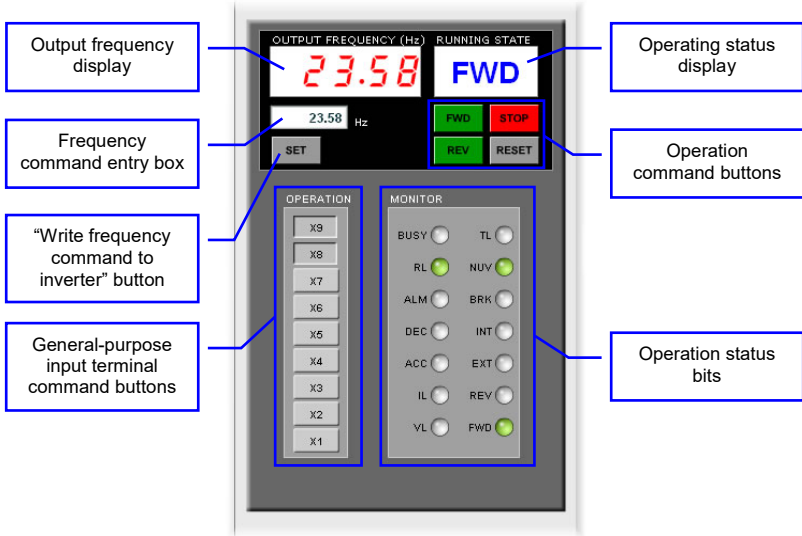 Output frequency
display
Frequency
command entry box
“Write frequency
command to
inverter” button
General-purpose
input terminal
command buttons
OUTPUT FREQUENCY (Hz)
23.58
RUNNING STATE
FWD
23.58 Hz
SET
FWD STOP
REV RESET
OPERATION
X9
X8
X7
X6
X5
X4
X3
X2
X1
MONITOR
BUSY TL
RL NUV
ALM BRK
DEC INT
ACC EXT
IL REV
VL FWD
Operating status
display
Operation
command buttons
Operation status
bits